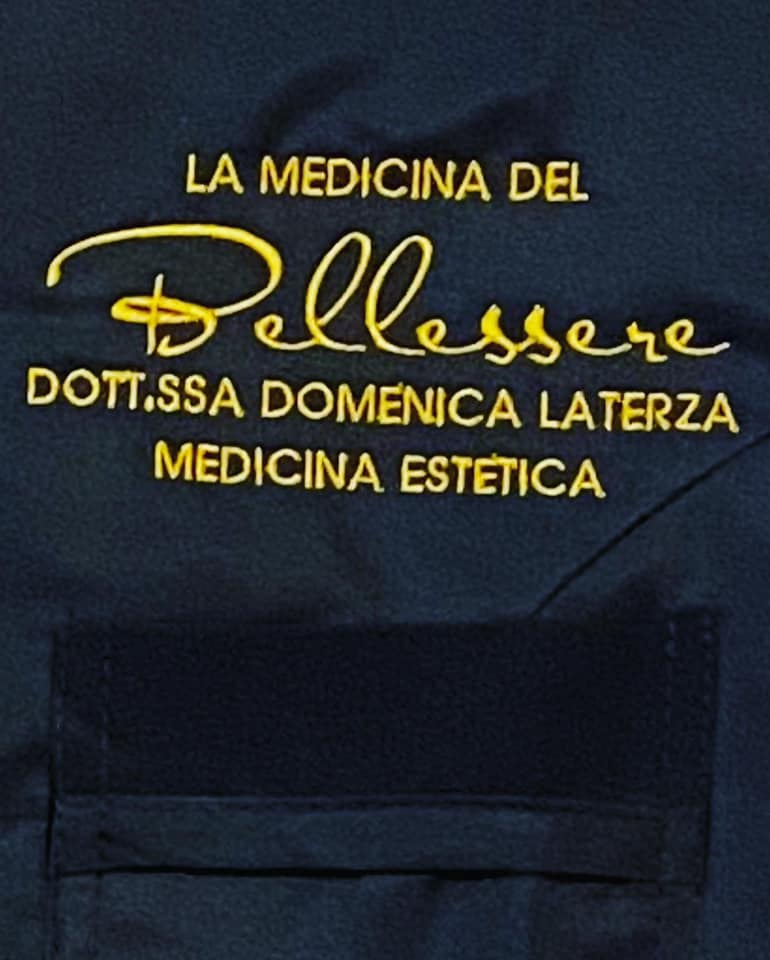 LA MEDICINA DEL
Bellessere
DOTT.SSA DOMENICA LATERZA
MEDICINA ESTETICA